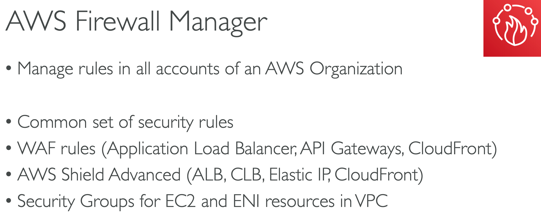 AWS Firewall Manager
• Manage rules in all accounts of an AWS Organization
• Common set of security rules
• WAF rules (Application Load Balancer, API Gateways, CloudFront)
• AWS Shield Advanced (ALB, CLB, Elastic IP, CloudFront)
• Security Groups for EC2 and ENI resources in VPC